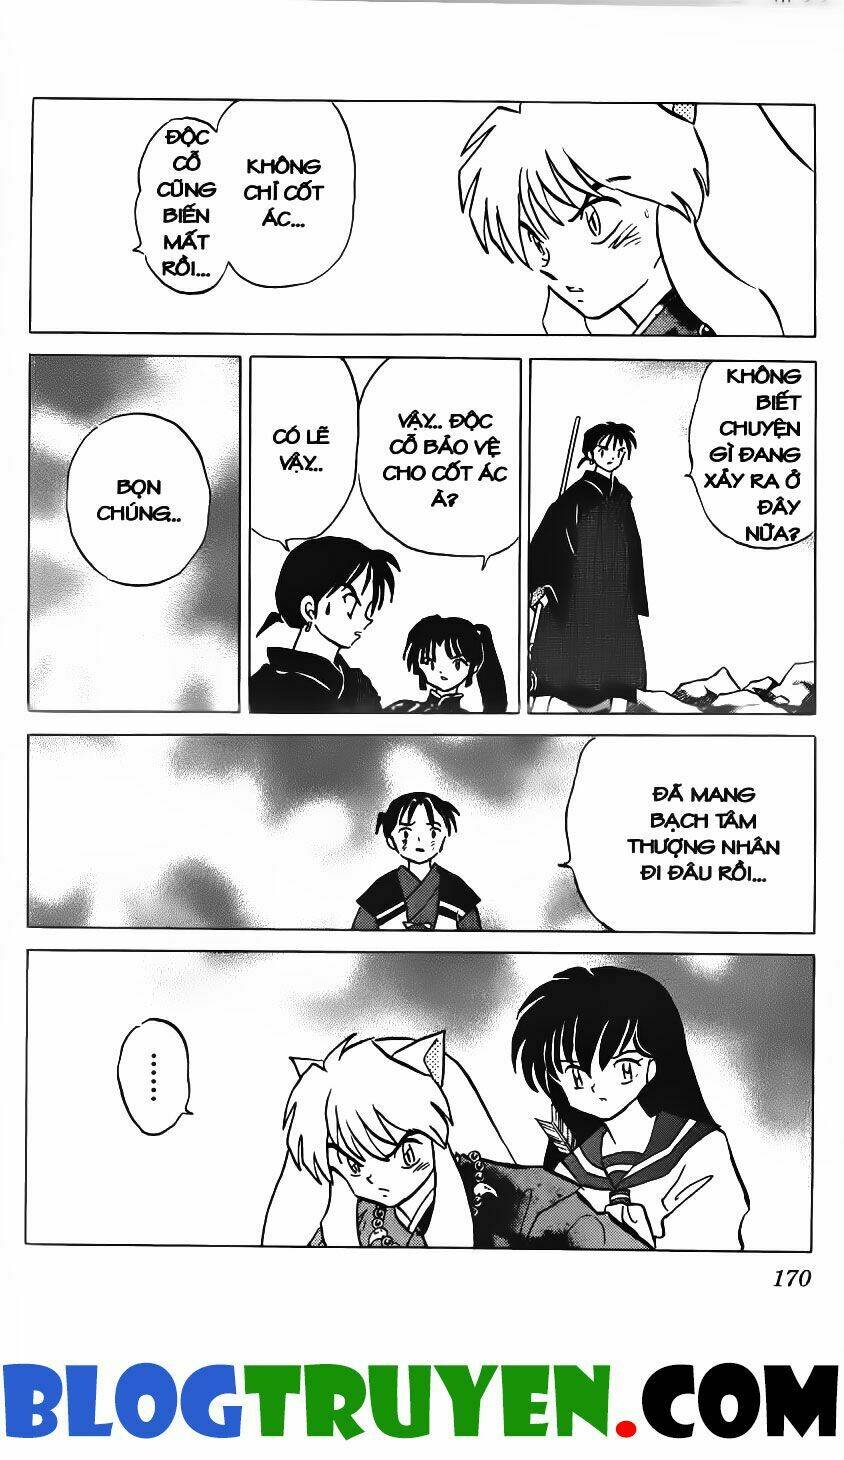 KHÔNG
CHỈ CỐT
ÁC...
ĐỘC
CỖ
CŨNG
BIẾN
MẤT
RỒI...
KHÔNG
BIẾT
CHUYỆN
GÌ ĐANG
XẢY RA Ở
ĐÂY
NỮA?
VẬY... ĐỘC
CỖ BẢO VỆ
CHO CỐT ÁC
À?
CÓ LẼ
VẬY...
BỌN
CHÚNG...
ĐÃ MANG
BẠCH TÂM
THƯỢNG NHÂN
ĐI ĐÂU RỒI...
......
170
BLOGTRUYEN.COM